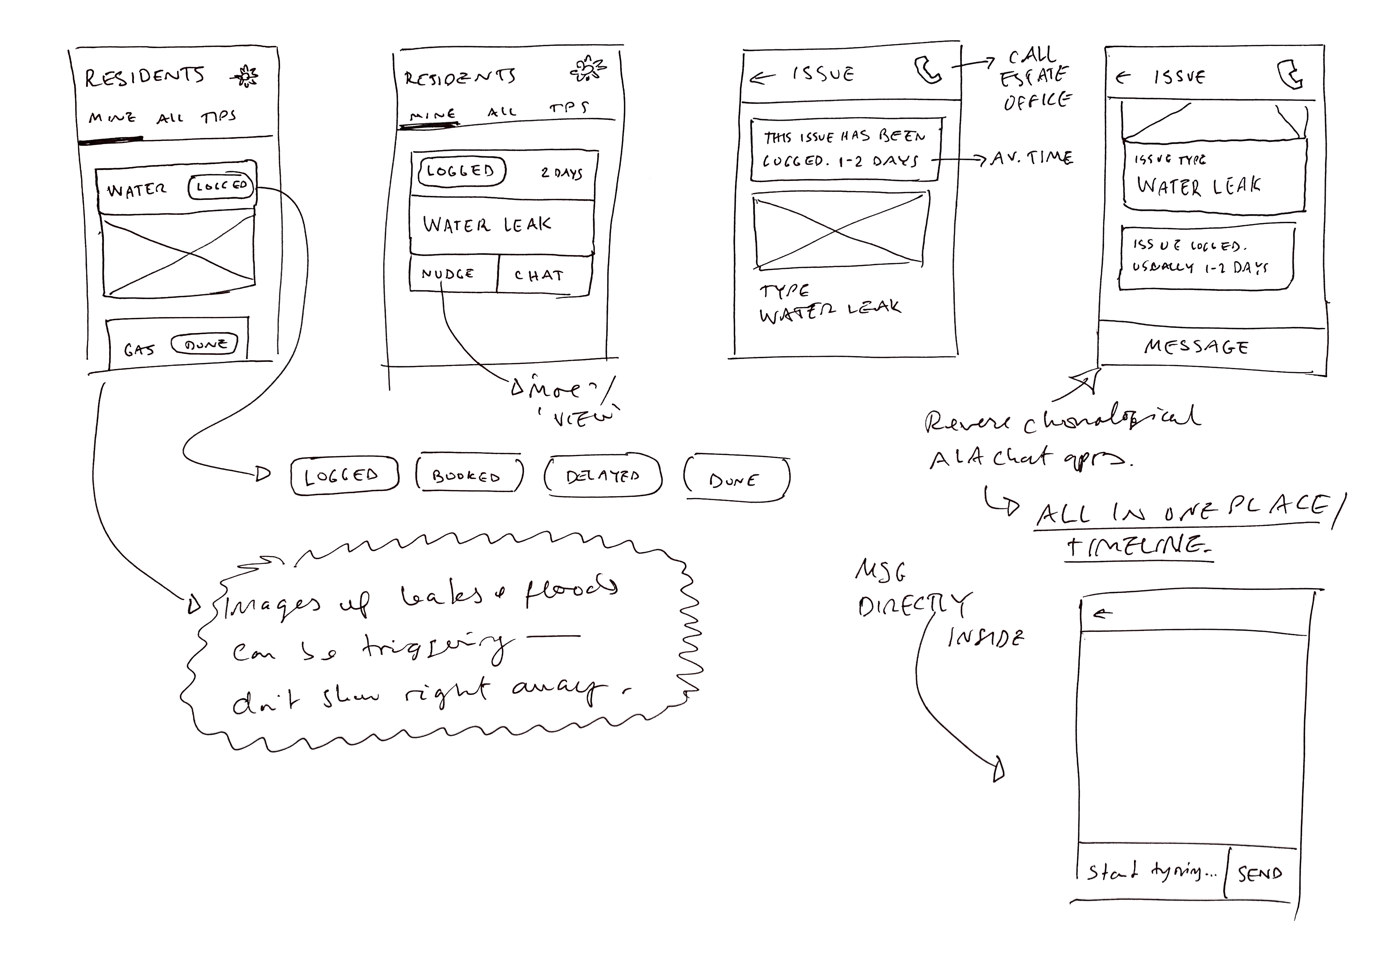 RESIDENTS
MINE ALL TIPS
WATER LOGGED
GAS DONE
RESIDENTS
MINE ALL TIPS
LOGGED 2 DAYS
WATER LEAK
NUDGE CHAT
More?/
'VIEW'
← ISSUE
THIS ISSUE HAS BEEN
LOGGED. 1-2 DAYS
TYPE
WATER LEAK
CALL
ESTATE
OFFICE
AV. TIME
← ISSUE
ISSUE TYPE
WATER LEAK
ISSUE LOGGED.
USUALLY 1-2 DAYS
MESSAGE
Reverse chronological
ALA chat apps.
ALL IN ONE PLACE/
TIMELINE.
LOGGED BOOKED DELAYED DONE
Images of leaks & floods
can be triggering —
don't show right away.
MSG
DIRECTLY
INSIDE
←
Start typing... SEND